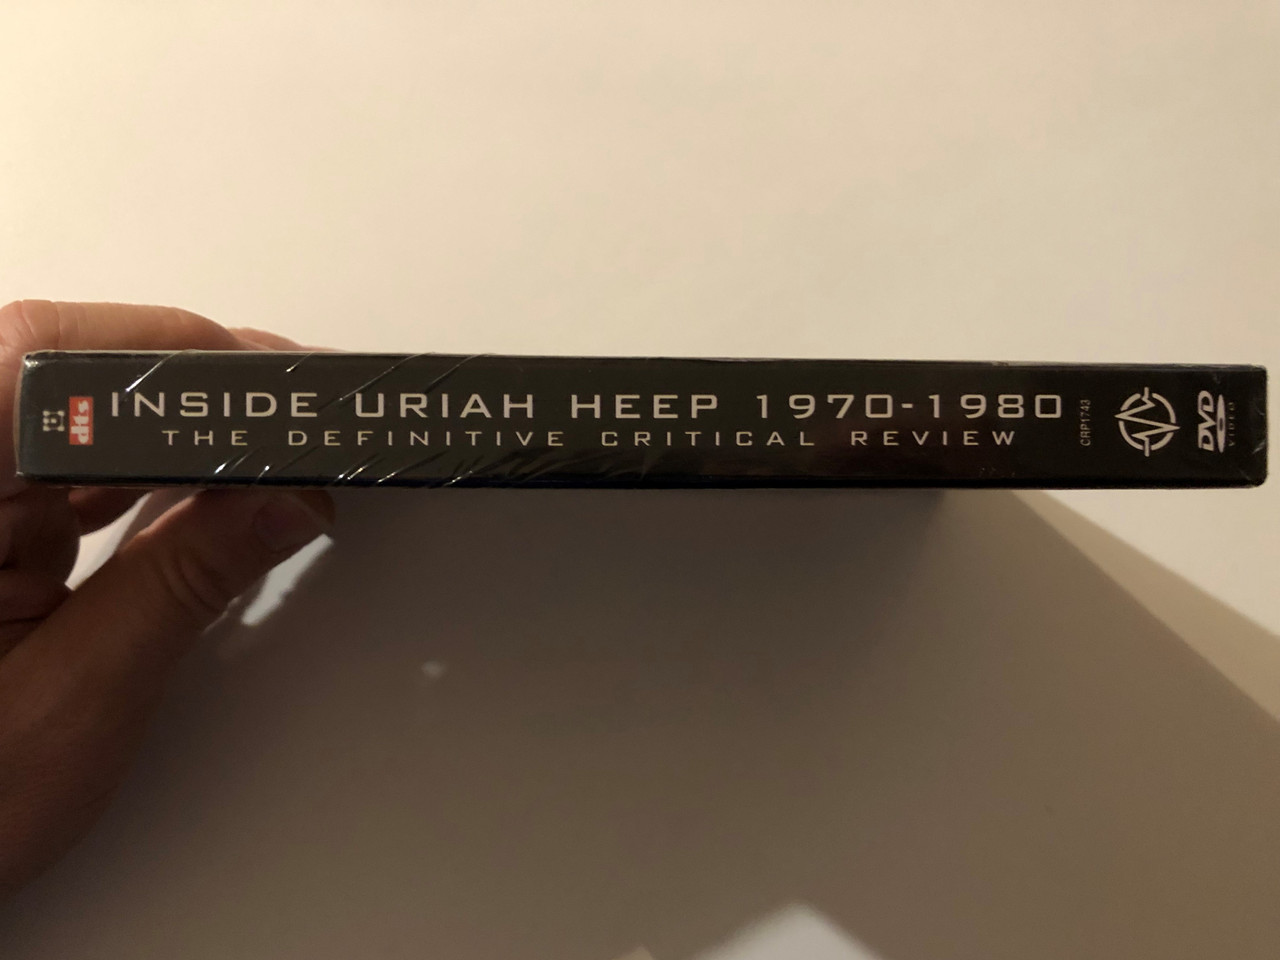 dts
INSIDE URIAH HEEP 1970-1980
THE DEFINITIVE CRITICAL REVIEW
CRP1743
DVD
VIDEO